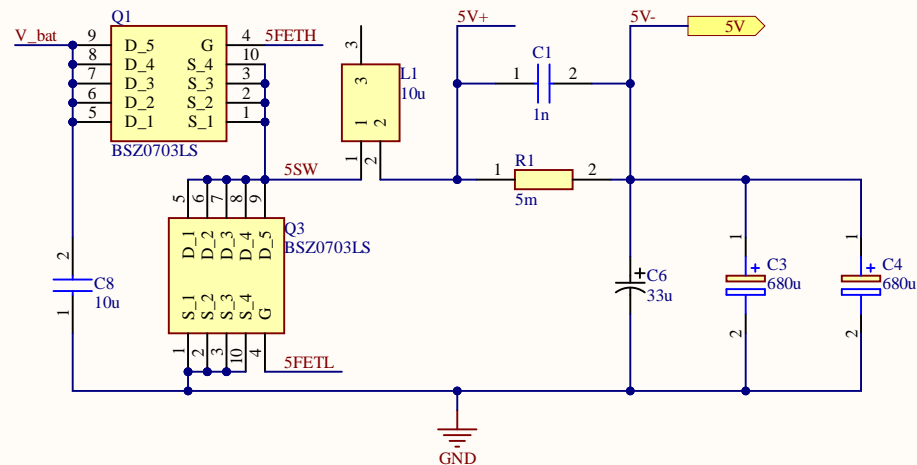 Q1
V_bat
9 D_5 G 4 5FETH
8 D_4 S_4 10
7 D_3 S_3 3
6 D_2 S_2 2
5 D_1 S_1 1
BSZ0703LS
3
3
L1
10u
1 2
1 2
5V+
5V-
5V
C1
1 2
1n
5SW
R1
1 2
5m
5 6 7 8 9
D_1 D_2 D_3 D_4 D_5
Q3
BSZ0703LS
S_1 S_2 S_3 S_4 G
1 2 3 10 4
5FETL
2
C8
10u
1
C6
33u
1
C3
680u
2
1
C4
680u
2
GND